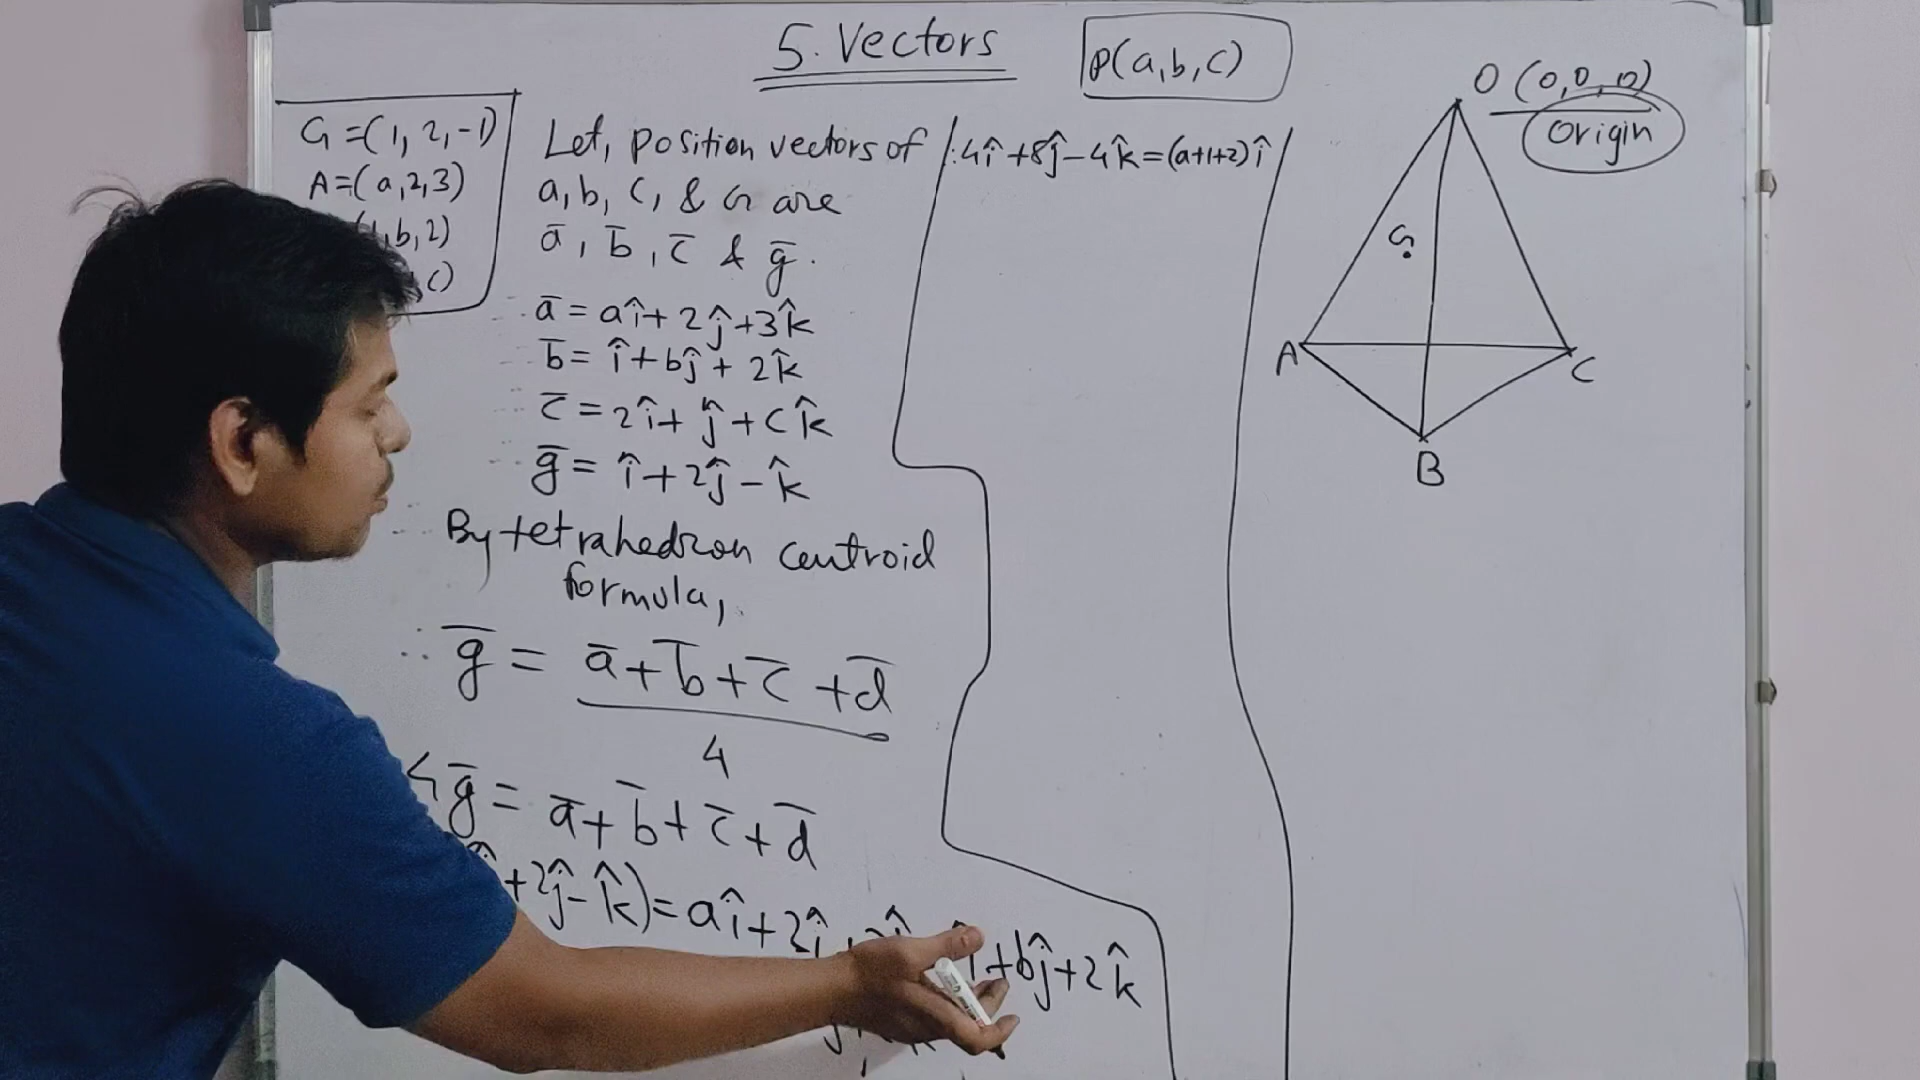 5. Vectors
P(a,b,c)
G=(1, 2, -1)
A=(a,2,3)
b,2)
c)
Let, position vectors of
a, b, c, & G are
a̅, b̅, c̅ & g̅.
a̅ = aî + 2ĵ + 3k̂
b̅ = î + bĵ + 2k̂
c̅ = 2î + ĵ + ck̂
g̅ = î + 2ĵ - k̂
By tetrahedron centroid
formula,
∴ g̅ = a̅ + b̅ + c̅ + d̅
4
4g̅ = a̅ + b̅ + c̅ + d̅
+2ĵ - k̂) = aî + 2ĵ + bĵ + 2k̂
∴ 4î + 8ĵ - 4k̂ = (a+1+2)î
O (0,0,0)
Origin
G
A
C
B